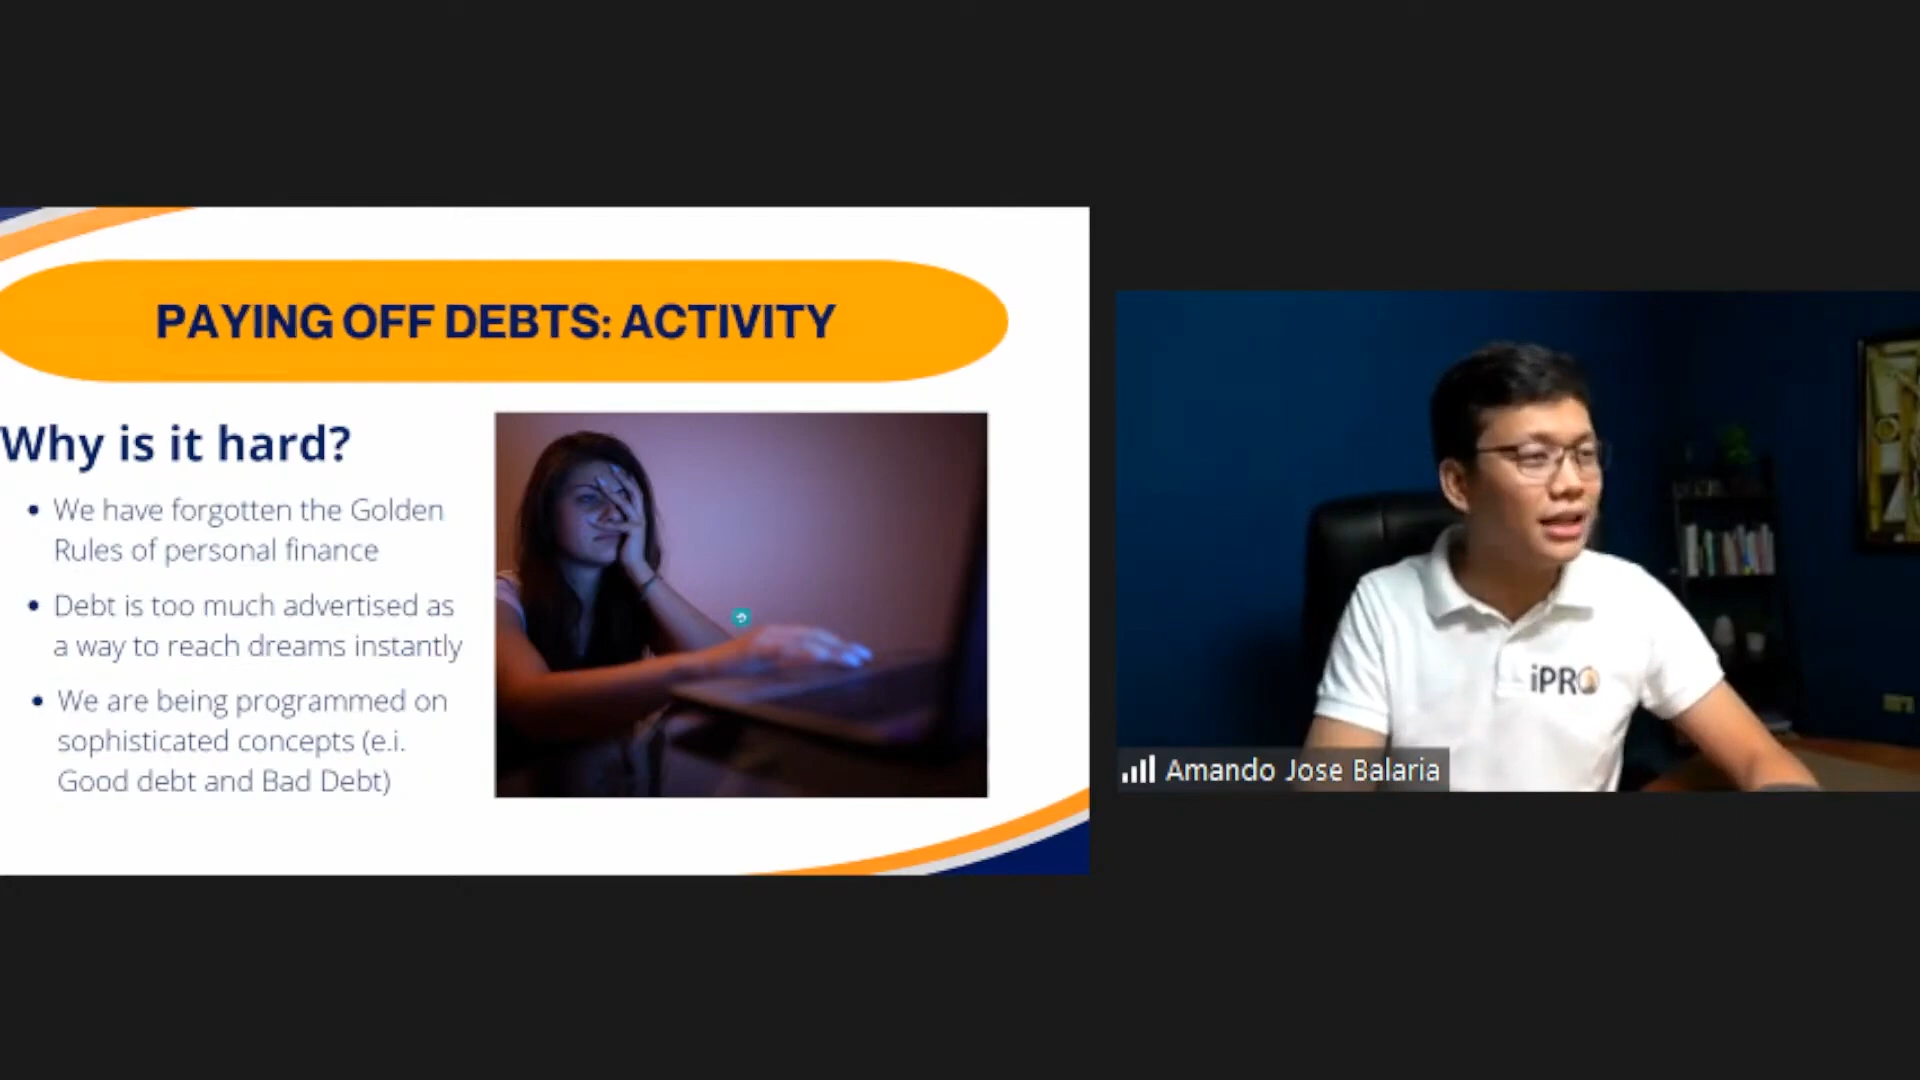 PAYING OFF DEBTS: ACTIVITY
Why is it hard?
• We have forgotten the Golden
Rules of personal finance
• Debt is too much advertised as
a way to reach dreams instantly
• We are being programmed on
sophisticated concepts (e.i.
Good debt and Bad Debt)
iPRO
Amando Jose Balaria